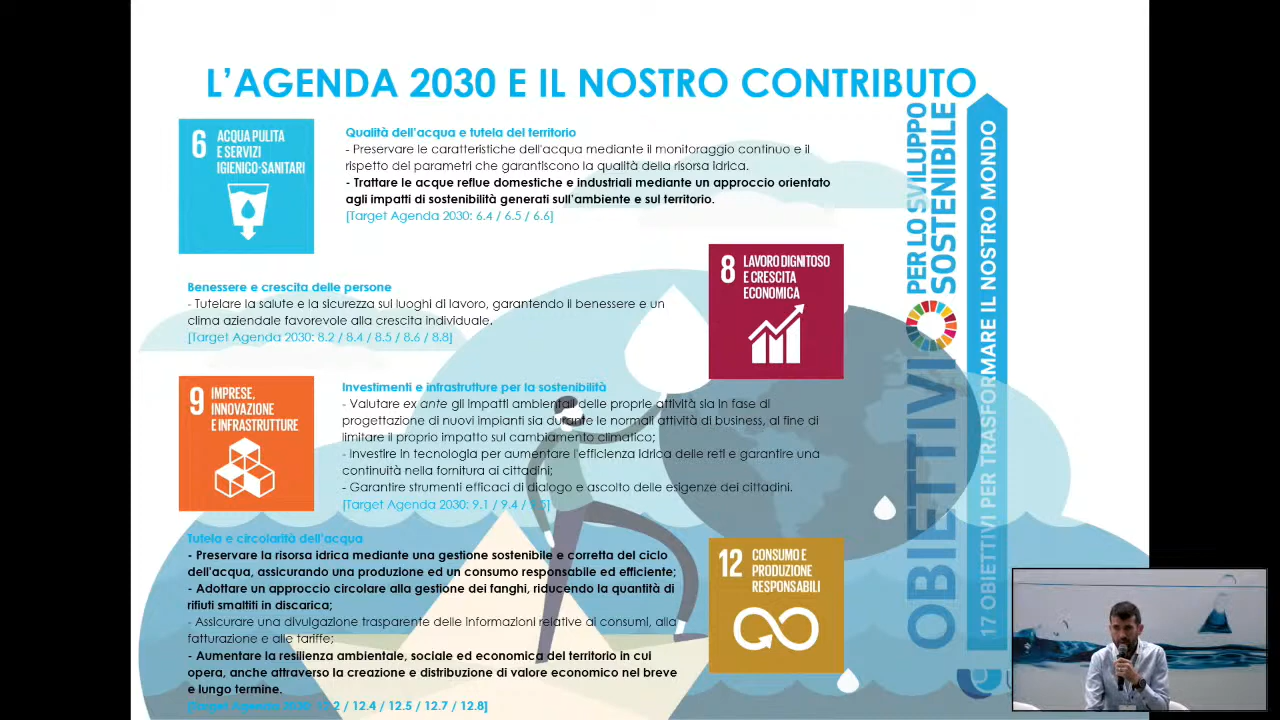 L'AGENDA 2030 E IL NOSTRO CONTRIBUTO
6 ACQUA PULITA
E SERVIZI
IGIENICO-SANITARI
Qualità dell'acqua e tutela del territorio
- Preservare le caratteristiche dell'acqua mediante il monitoraggio continuo e il
rispetto dei parametri che garantiscono la qualità della risorsa idrica.
- Trattare le acque reflue domestiche e industriali mediante un approccio orientato
agli impatti di sostenibilità generati sull'ambiente e sul territorio.
[Target Agenda 2030: 6.4 / 6.5 / 6.6]
8 LAVORO DIGNITOSO
E CRESCITA
ECONOMICA
Benessere e crescita delle persone
- Tutelare la salute e la sicurezza sul luoghi di lavoro, garantendo il benessere e un
clima aziendale favorevole alla crescita individuale.
[Target Agenda 2030: 8.2 / 8.4 / 8.5 / 8.6 / 8.8]
9 IMPRESE,
INNOVAZIONE
E INFRASTRUTTURE
Investimenti e infrastrutture per la sostenibilità
- Valutare ex ante gli impatti ambientali delle proprie attività sia in fase di
progettazione di nuovi impianti sia durante le normali attività di business, al fine di
limitare il proprio impatto sul cambiamento climatico;
- Investire in tecnologia per aumentare l'efficienza idrica delle reti e garantire una
continuità nella fornitura ai cittadini;
- Garantire strumenti efficaci di dialogo e ascolto delle esigenze dei cittadini.
[Target Agenda 2030: 9.1 / 9.4 /
Tutela e circolarità dell'acqua
- Preservare la risorsa idrica mediante una gestione sostenibile e corretta del ciclo
dell'acqua, assicurando una produzione ed un consumo responsabile ed efficiente;
- Adottare un approccio circolare alla gestione dei fanghi, riducendo la quantità di
rifiuti smaltiti in discarica;
- Assicurare una divulgazione trasparente delle informazioni relative ai consumi, alla
fatturazione e alle tariffe;
- Aumentare la resilienza ambientale, sociale ed economica del territorio in cui
opera, anche attraverso la creazione e distribuzione di valore economico nel breve
e lungo termine.
[Target Agenda 2030: 12.2 / 12.4 / 12.5 / 12.7 / 12.8]
12 CONSUMO E
PRODUZIONE
RESPONSABILI
OBIETTIVI PER LO SVILUPPO
SOSTENIBILE
17 OBIETTIVI PER TRASFORMARE IL NOSTRO MONDO